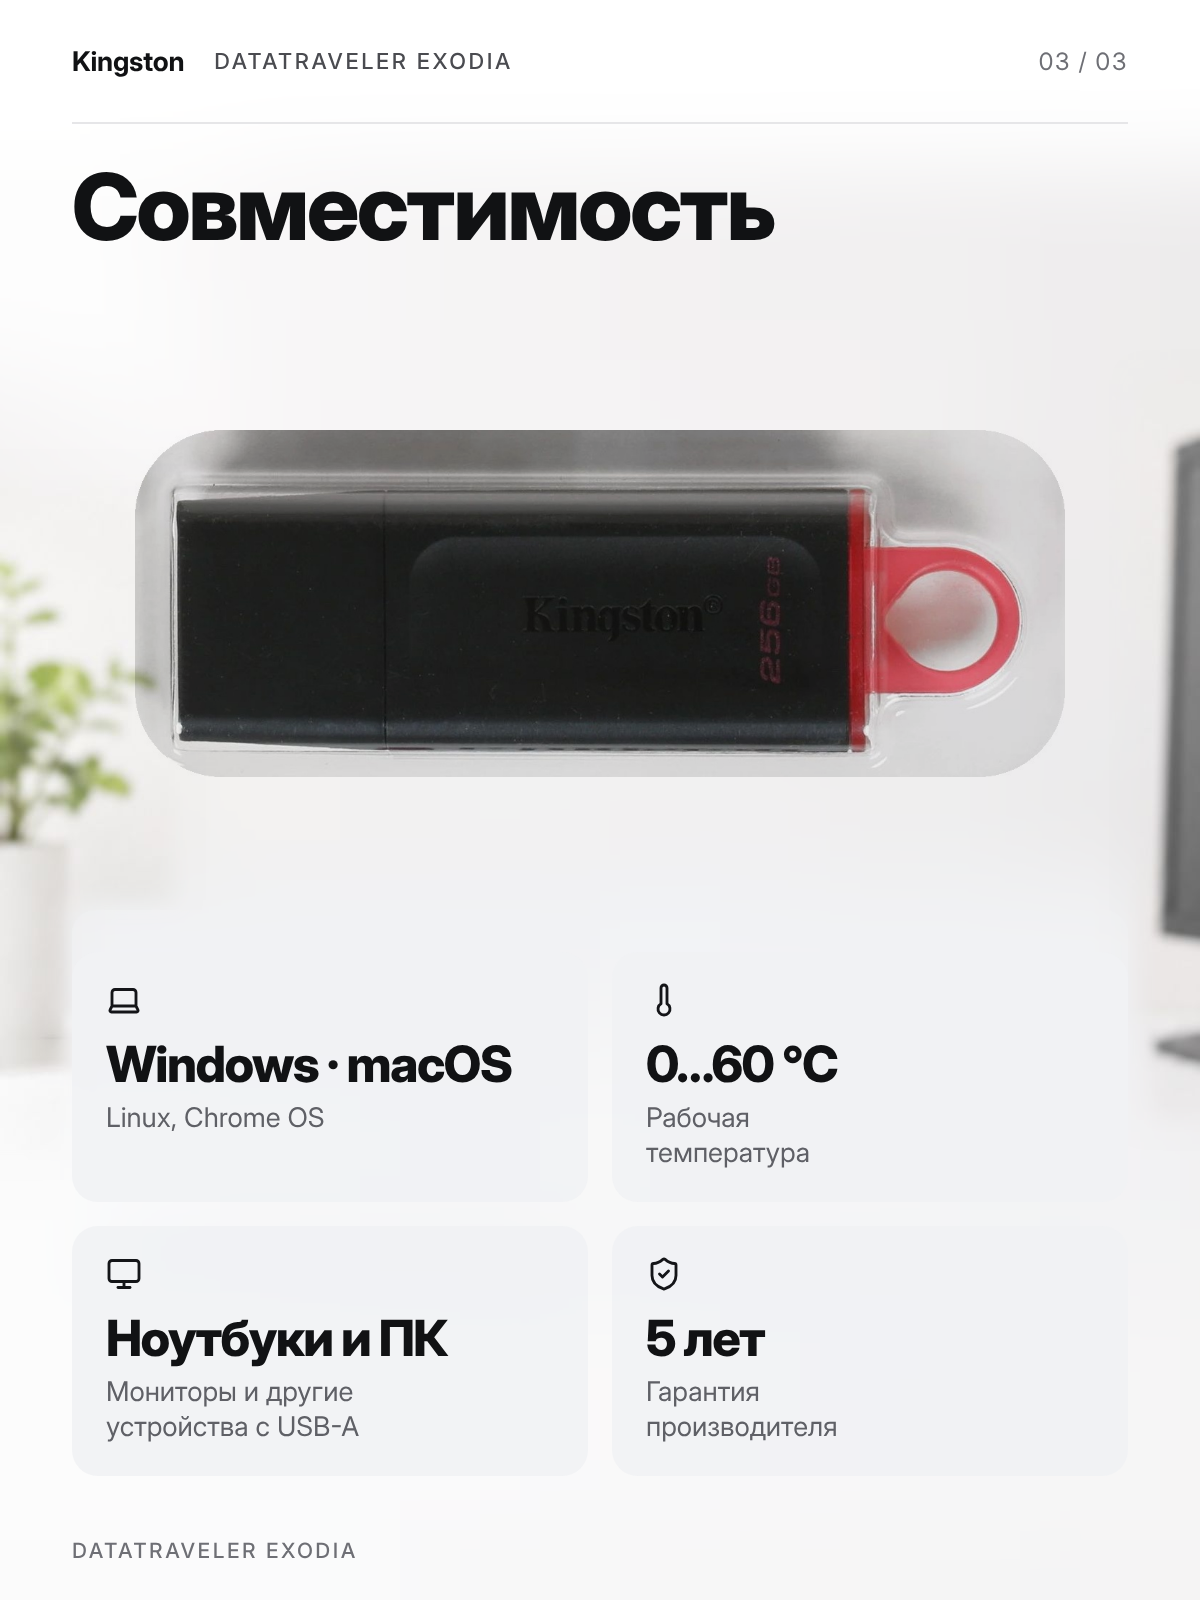 Kingston DATATRAVELER EXODIA 03 / 03
Совместимость
Kingston®
256GB
Windows · macOS
Linux, Chrome OS
0...60 °C
Рабочая
температура
Ноутбуки и ПК
Мониторы и другие
устройства с USB-A
5 лет
Гарантия
производителя
DATATRAVELER EXODIA